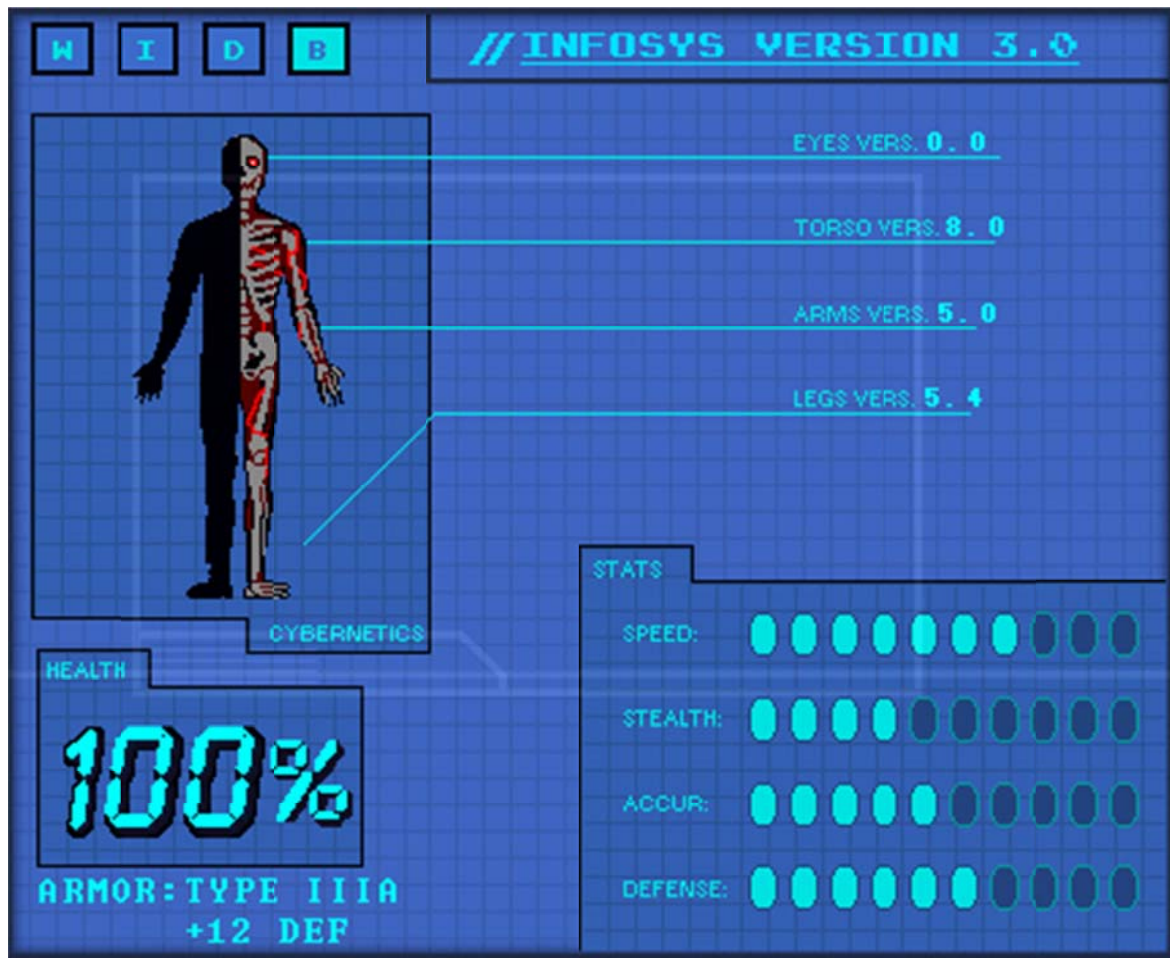 W I D B
//INFOSYS VERSION 3.0
EYES VERS. 0.0
TORSO VERS. 8.0
ARMS VERS. 5.0
LEGS VERS. 5.4
CYBERNETICS
HEALTH
100%
ARMOR: TYPE IIIA
+12 DEF
STATS
SPEED:
STEALTH:
ACCUR:
DEFENSE: